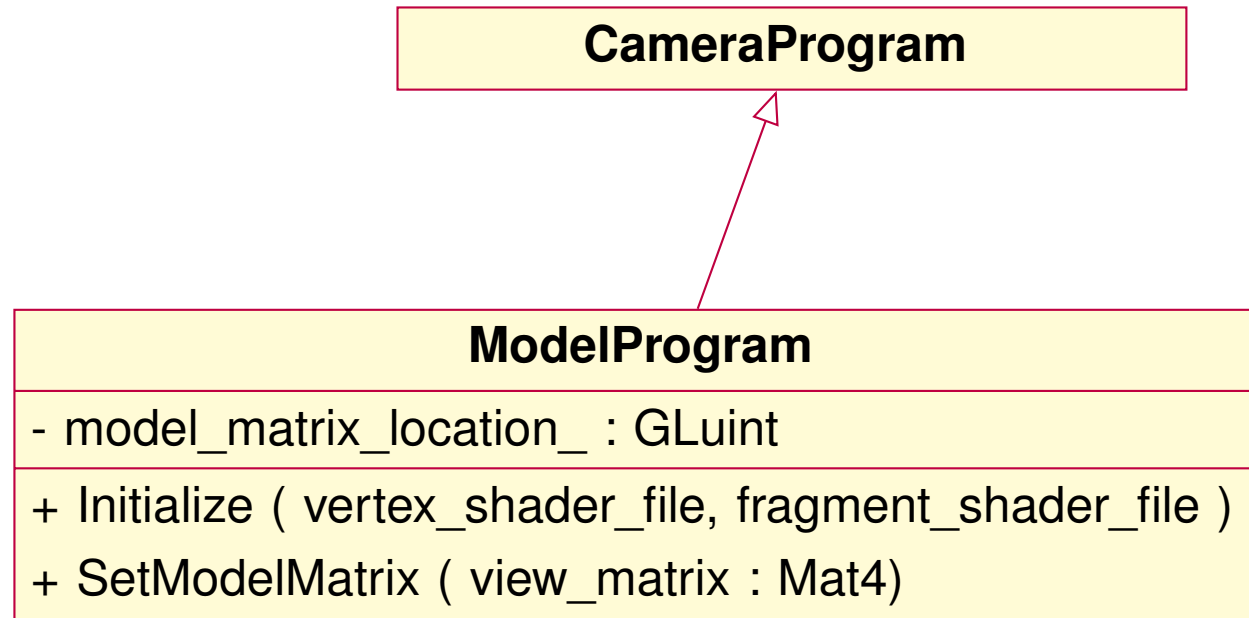 CameraProgram
ModelProgram
- model_matrix_location_ : GLuint
+ Initialize ( vertex_shader_file, fragment_shader_file )
+ SetModelMatrix ( view_matrix : Mat4)